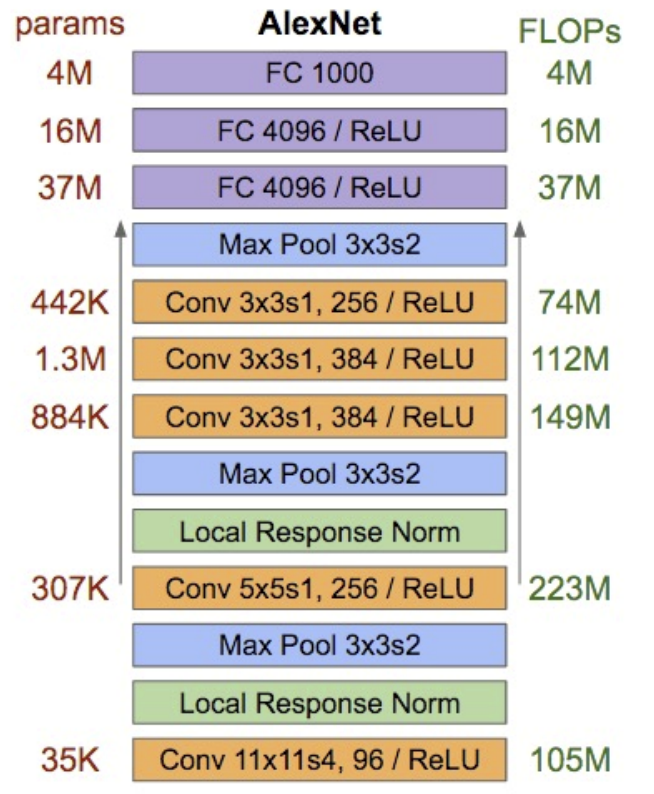 params AlexNet FLOPs
4M FC 1000 4M
16M FC 4096 / ReLU 16M
37M FC 4096 / ReLU 37M
Max Pool 3x3s2
442K Conv 3x3s1, 256 / ReLU 74M
1.3M Conv 3x3s1, 384 / ReLU 112M
884K Conv 3x3s1, 384 / ReLU 149M
Max Pool 3x3s2
Local Response Norm
307K Conv 5x5s1, 256 / ReLU 223M
Max Pool 3x3s2
Local Response Norm
35K Conv 11x11s4, 96 / ReLU 105M